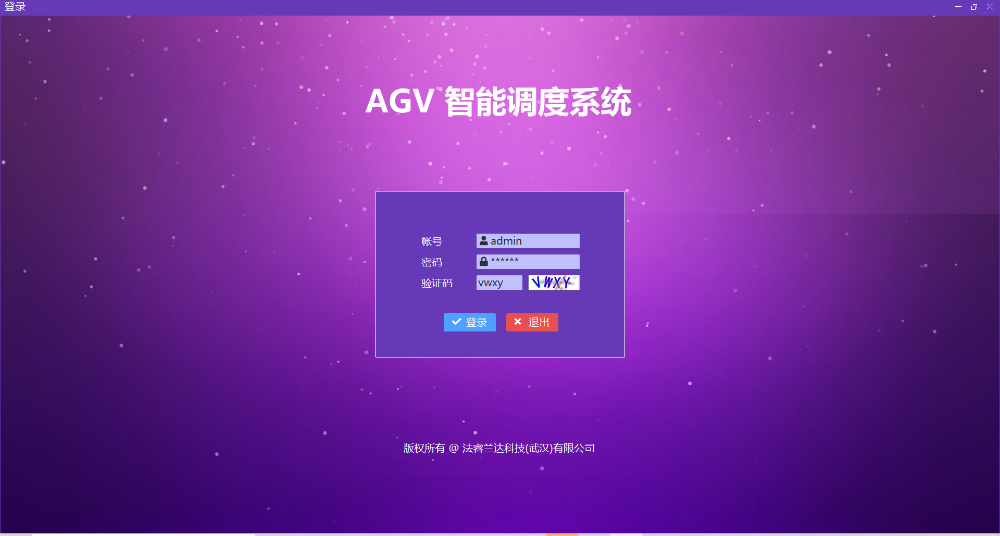 登录
AGV 智能调度系统
帐号 admin
密码 ******
验证码 vwxy VWXY
登录 退出
版权所有 @ 法睿兰达科技(武汉)有限公司